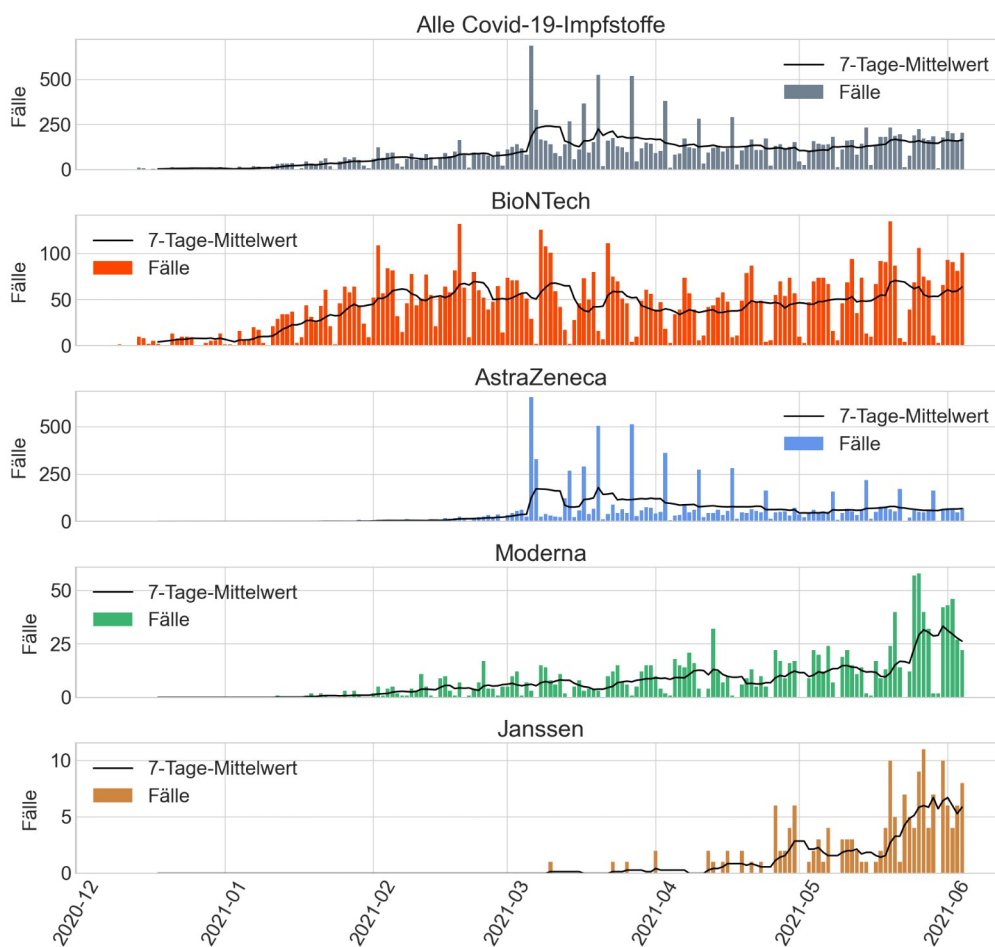 Alle Covid-19-Impfstoffe
Fälle
500
250
0
7-Tage-Mittelwert
Fälle
BioNTech
Fälle
100
50
0
7-Tage-Mittelwert
Fälle
AstraZeneca
Fälle
500
250
0
7-Tage-Mittelwert
Fälle
Moderna
Fälle
50
25
0
7-Tage-Mittelwert
Fälle
Janssen
Fälle
10
5
0
7-Tage-Mittelwert
Fälle
2020-12
2021-01
2021-02
2021-03
2021-04
2021-05
2021-06